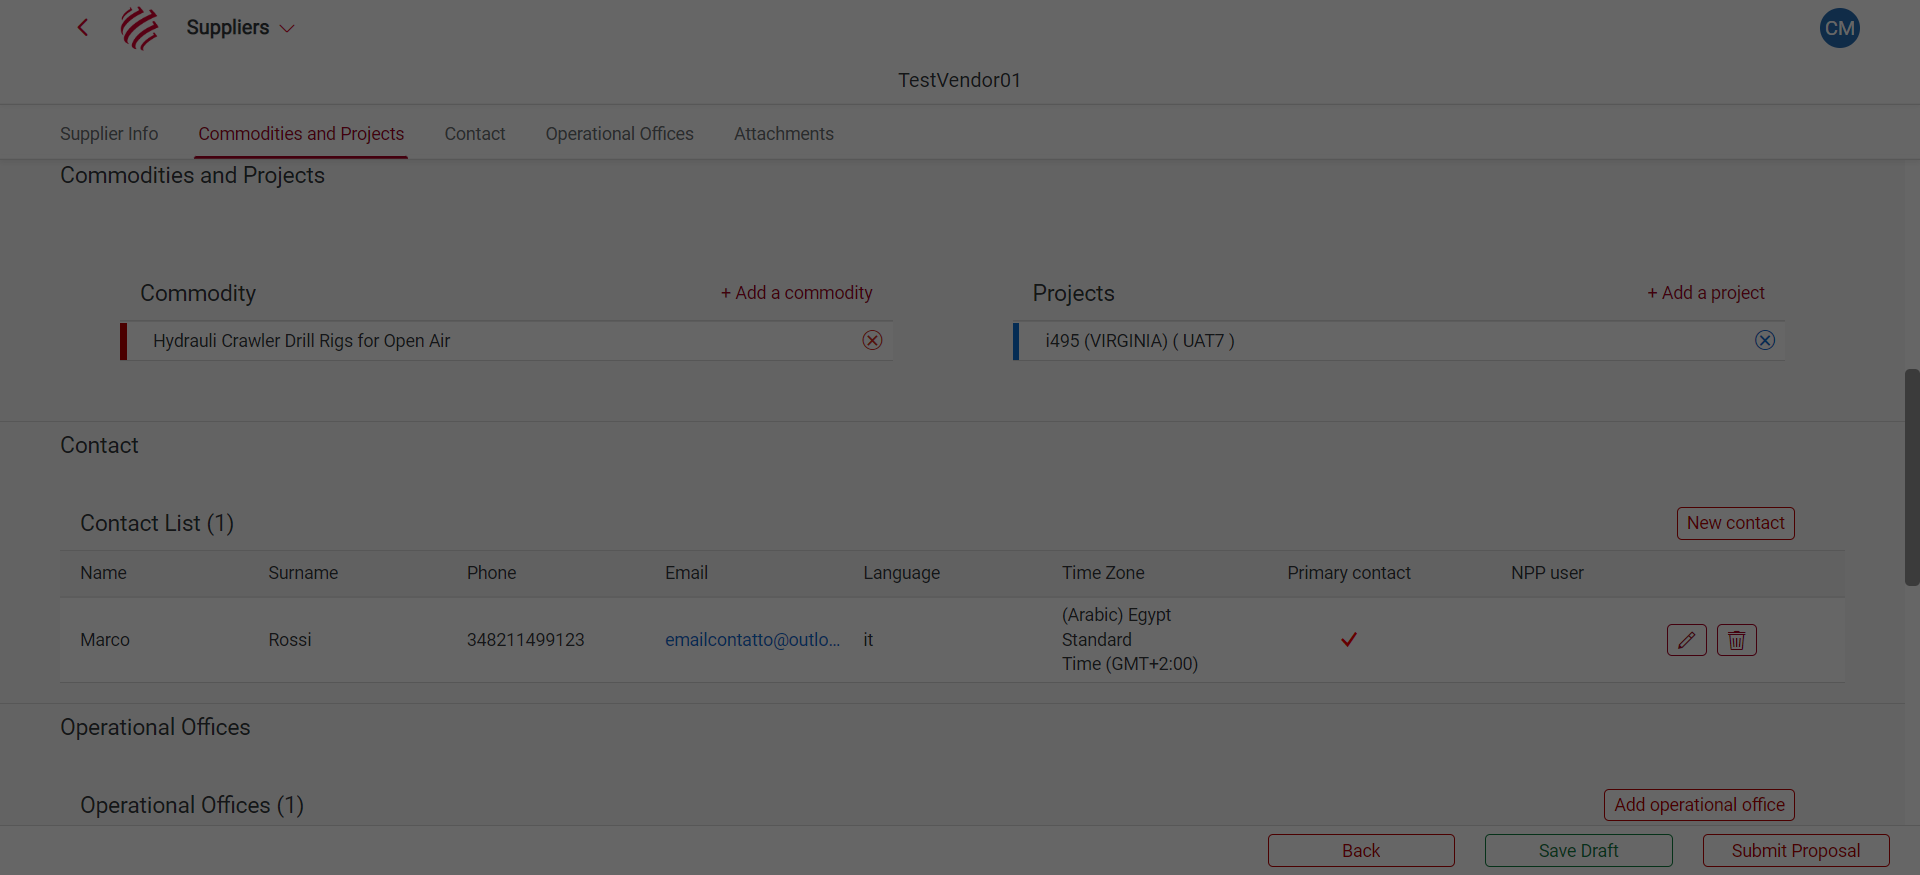 Suppliers
CM
TestVendor01
Supplier Info
Commodities and Projects
Contact
Operational Offices
Attachments
Commodities and Projects
Commodity
+ Add a commodity
Hydrauli Crawler Drill Rigs for Open Air
Projects
+ Add a project
i495 (VIRGINIA) ( UAT7 )
Contact
Contact List (1)
New contact
Name Surname Phone Email Language Time Zone Primary contact NPP user
Marco Rossi 348211499123 emailcontatto@outlo... it (Arabic) Egypt
Standard
Time (GMT+2:00)
Operational Offices
Operational Offices (1)
Add operational office
Back
Save Draft
Submit Proposal